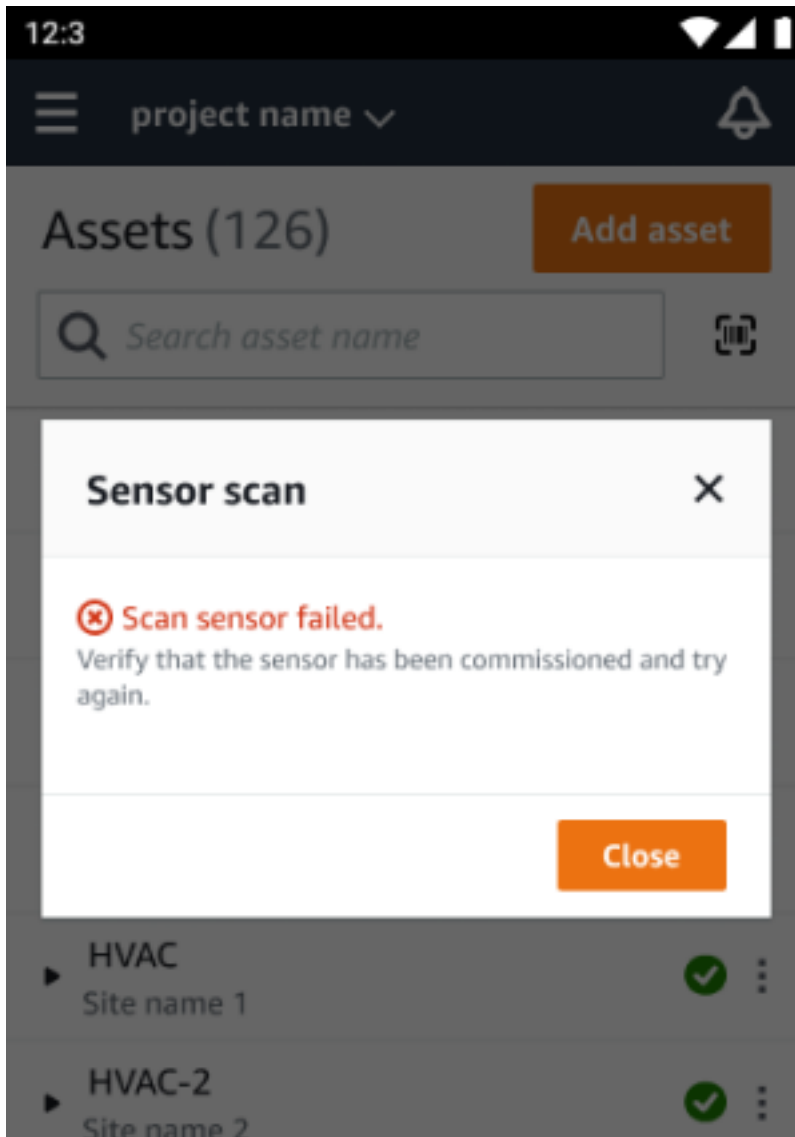 12:3
project name
Assets (126)
Add asset
Search asset name
Sensor scan
Scan sensor failed.
Verify that the sensor has been commissioned and try
again.
Close
HVAC
Site name 1
HVAC-2
Site name 2